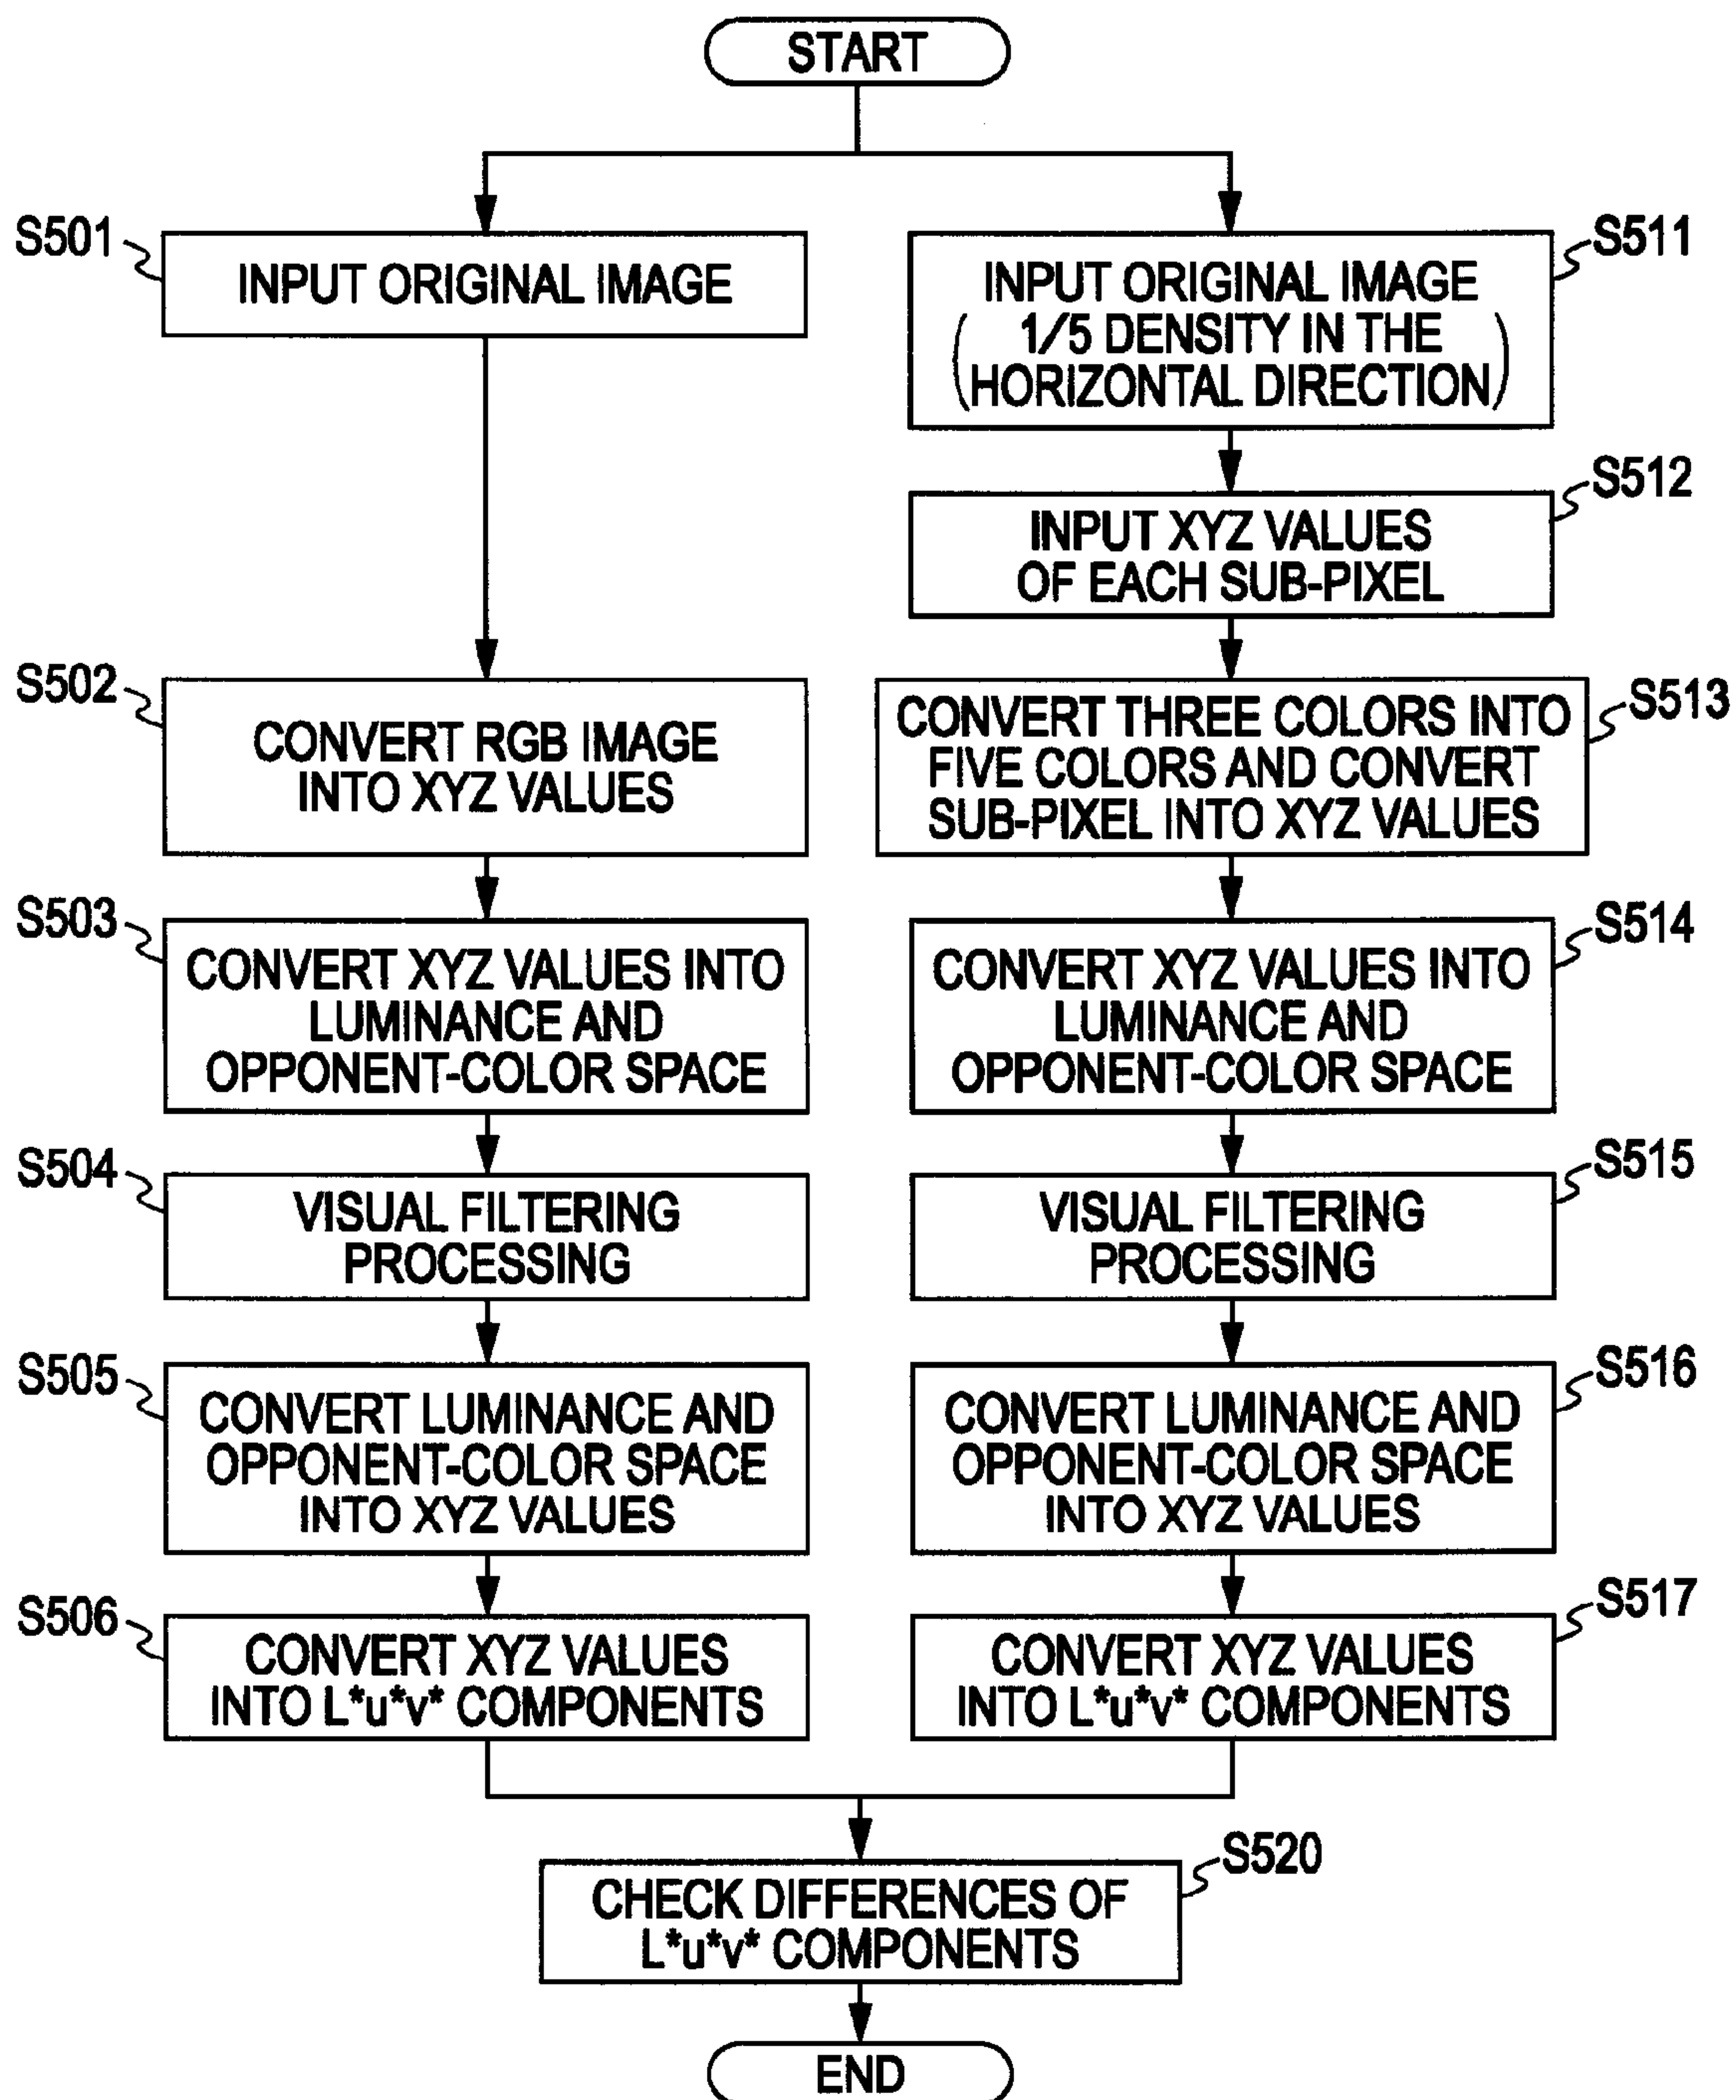 START
S501
INPUT ORIGINAL IMAGE
S511
INPUT ORIGINAL IMAGE
(1/5 DENSITY IN THE
HORIZONTAL DIRECTION)
S512
INPUT XYZ VALUES
OF EACH SUB-PIXEL
S502
CONVERT RGB IMAGE
INTO XYZ VALUES
S513
CONVERT THREE COLORS INTO
FIVE COLORS AND CONVERT
SUB-PIXEL INTO XYZ VALUES
S503
CONVERT XYZ VALUES INTO
LUMINANCE AND
OPPONENT-COLOR SPACE
S514
CONVERT XYZ VALUES INTO
LUMINANCE AND
OPPONENT-COLOR SPACE
S504
VISUAL FILTERING
PROCESSING
S515
VISUAL FILTERING
PROCESSING
S505
CONVERT LUMINANCE AND
OPPONENT-COLOR SPACE
INTO XYZ VALUES
S516
CONVERT LUMINANCE AND
OPPONENT-COLOR SPACE
INTO XYZ VALUES
S506
CONVERT XYZ VALUES
INTO L*u*v* COMPONENTS
S517
CONVERT XYZ VALUES
INTO L*u*v* COMPONENTS
S520
CHECK DIFFERENCES OF
L*u*v* COMPONENTS
END